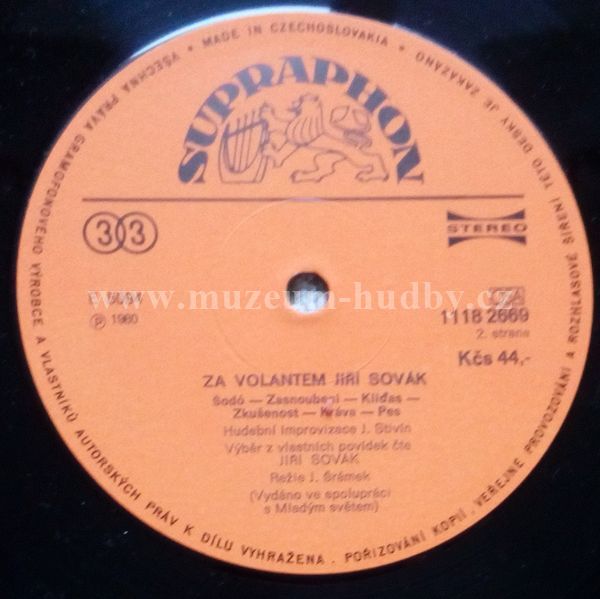 VŠECHNA PRÁVA GRAMOFONOVÉHO VÝROBCE A VLASTNÍKŮ AUTORSKÝCH PRÁV K DÍLU VYHRAŽENA. POŘIZOVÁNÍ KOPIÍ, VEŘEJNÉ PROVOZOVÁNÍ A ROZHLASOVÉ ŠÍŘENÍ TÉTO DESKY JE ZAKÁZÁNO • MADE IN CZECHOSLOVAKIA •
SUPRAPHON
33
STEREO
www.muzeum-hudby.cz
Ⓟ 1980
1118 2669
2. strana
Kčs 44,-
ZA VOLANTEM JIŘÍ SOVÁK
Sodó — Zasnoubení — Kliďas —
Zkušenost — Kráva — Pes
Hudební improvizace J. Stivín
Výběr z vlastních povídek čte
JIŘÍ SOVÁK
Režie J. Šrámek
(Vydáno ve spolupráci
s Mladým světem)